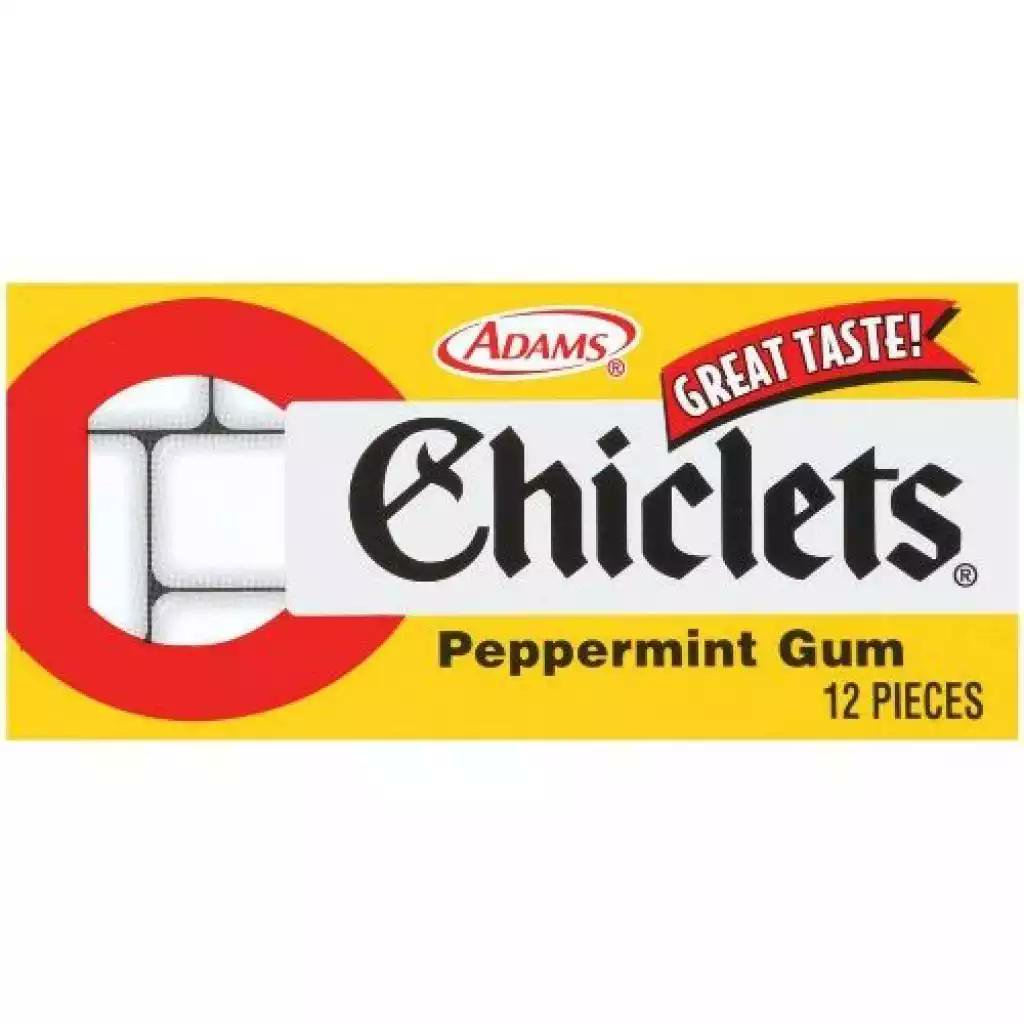 ADAMS®
GREAT TASTE!
Chiclets®
Peppermint Gum
12 PIECES